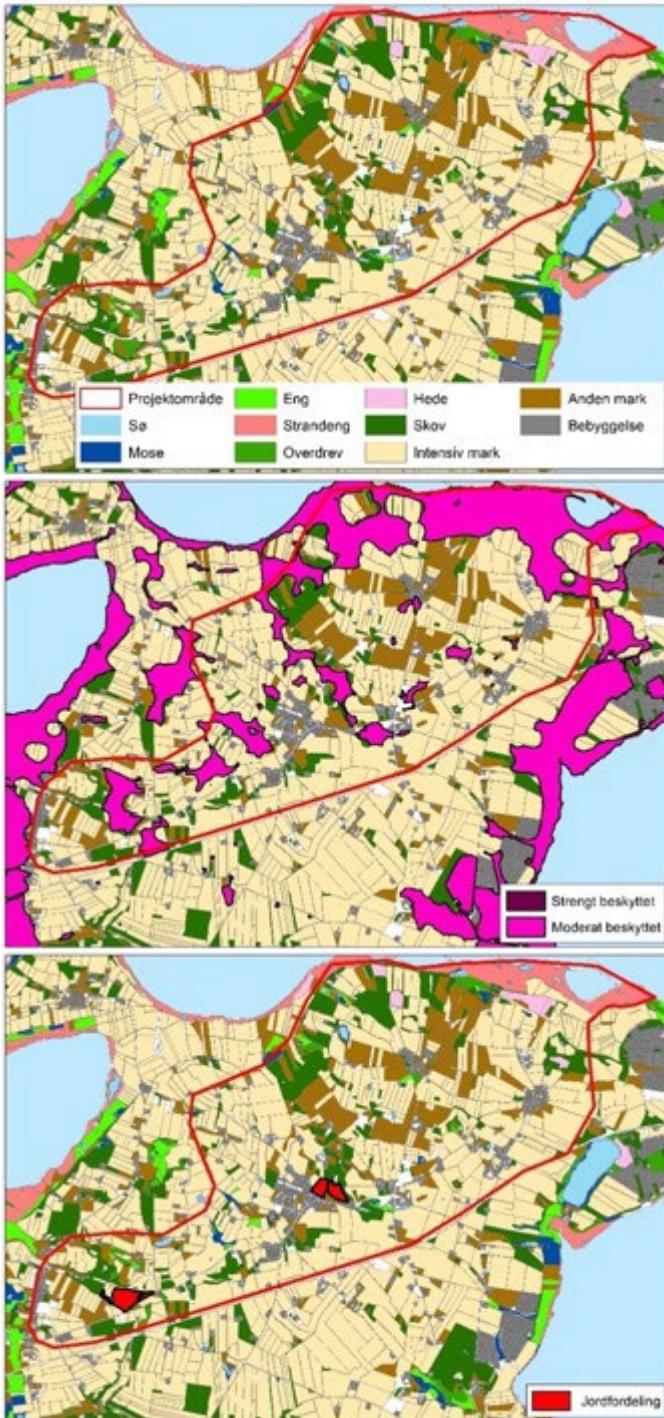 Projektområde Eng Hede Anden mark
Sø Strandeng Skov Bebyggelse
Mose Overdrev Intensiv mark
Strengt beskyttet
Moderat beskyttet
Jordfordeling